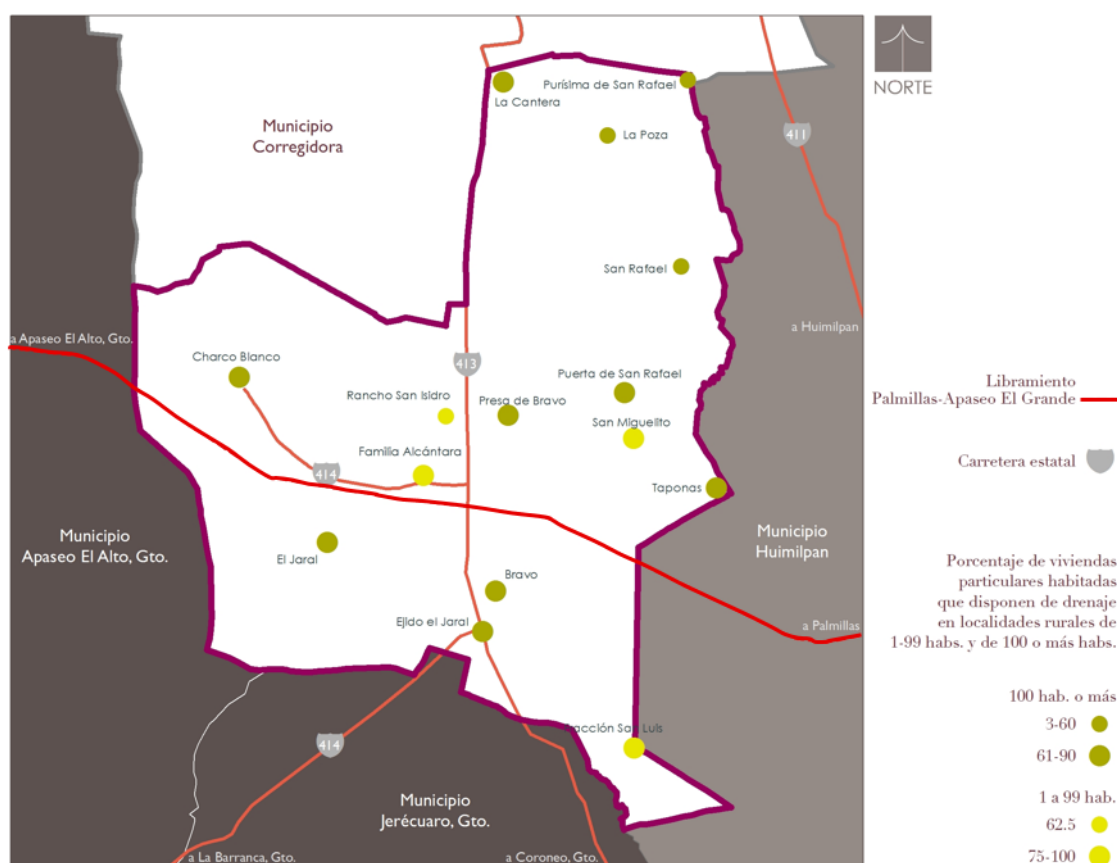 NORTE
Purísima de San Rafael
La Cantera
Municipio
Corregidora
La Poza
411
San Rafael
a Huimilpan
a Apaseo El Alto, Gto.
Charco Blanco
413
Puerta de San Rafael
Rancho San Isidro
Presa de Bravo
San Miguelito
Familia Alcántara
414
Taponas
Municipio
Apaseo El Alto, Gto.
Municipio
Huimilpan
El Jaral
Bravo
Ejido el Jaral
a Palmillas
Fracción San Luis
414
Municipio
Jerécuaro, Gto.
a La Barranca, Gto.
a Coroneo, Gto.
Libramiento
Palmillas-Apaseo El Grande
Carretera estatal
Porcentaje de viviendas
particulares habitadas
que disponen de drenaje
en localidades rurales de
1-99 habs. y de 100 o más habs.
100 hab. o más
3-60
61-90
1 a 99 hab.
62.5
75-100